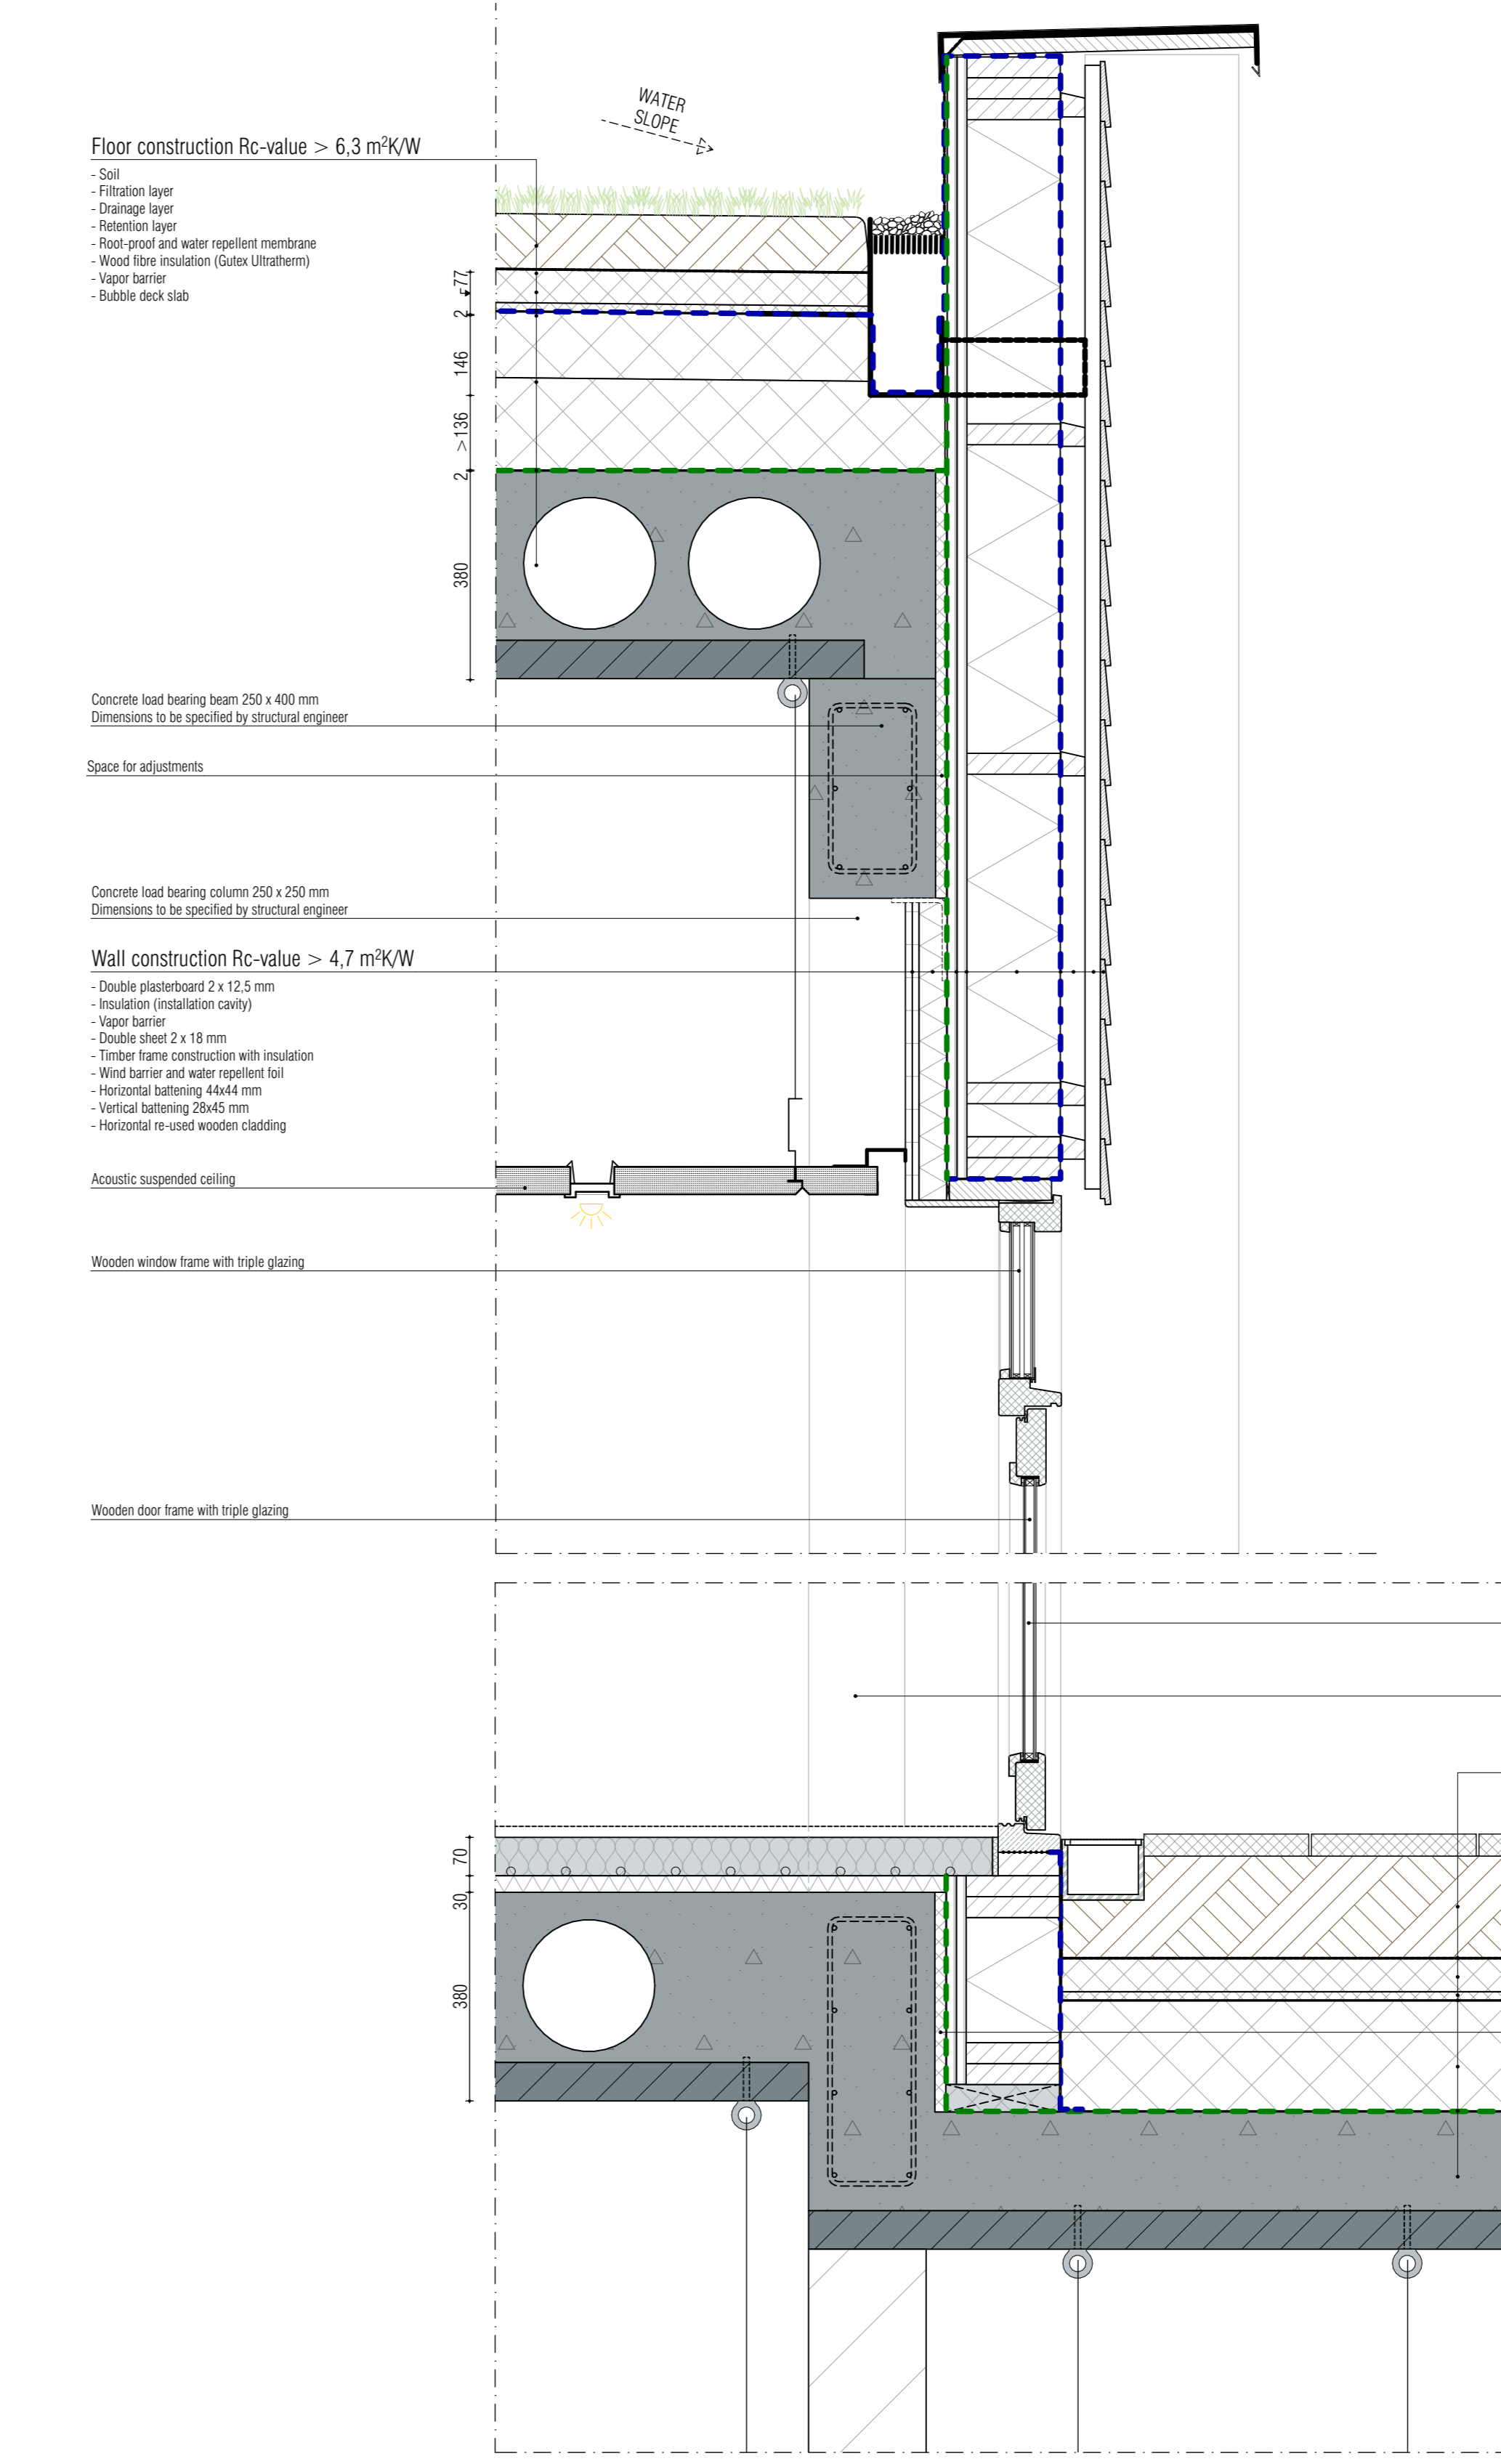 WATER
SLOPE
Floor construction Rc-value > 6,3 m²K/W
- Soil
- Filtration layer
- Drainage layer
- Retention layer
- Root-proof and water repellent membrane
- Wood fibre insulation (Gutex Ultratherm)
- Vapor barrier
- Bubble deck slab
77
2
146
>136
2
380
Concrete load bearing beam 250 x 400 mm
Dimensions to be specified by structural engineer
Space for adjustments
Concrete load bearing column 250 x 250 mm
Dimensions to be specified by structural engineer
Wall construction Rc-value > 4,7 m²K/W
- Double plasterboard 2 x 12,5 mm
- Insulation (installation cavity)
- Vapor barrier
- Double sheet 2 x 18 mm
- Timber frame construction with insulation
- Wind barrier and water repellent foil
- Horizontal battening 44x44 mm
- Vertical battening 28x45 mm
- Horizontal re-used wooden cladding
Acoustic suspended ceiling
Wooden window frame with triple glazing
Wooden door frame with triple glazing
70
30
380